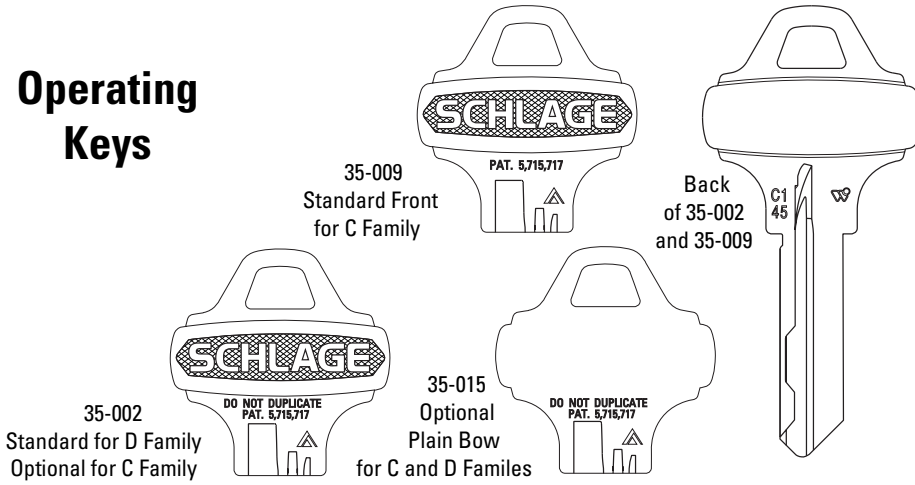 Operating
Keys
SCHLAGE
PAT. 5,715,717
35-009
Standard Front
for C Family
Back
of 35-002
and 35-009
C1
45
SCHLAGE
DO NOT DUPLICATE
PAT. 5,715,717
35-002
Standard for D Family
Optional for C Family
35-015
Optional
Plain Bow
for C and D Familes
DO NOT DUPLICATE
PAT. 5,715,717